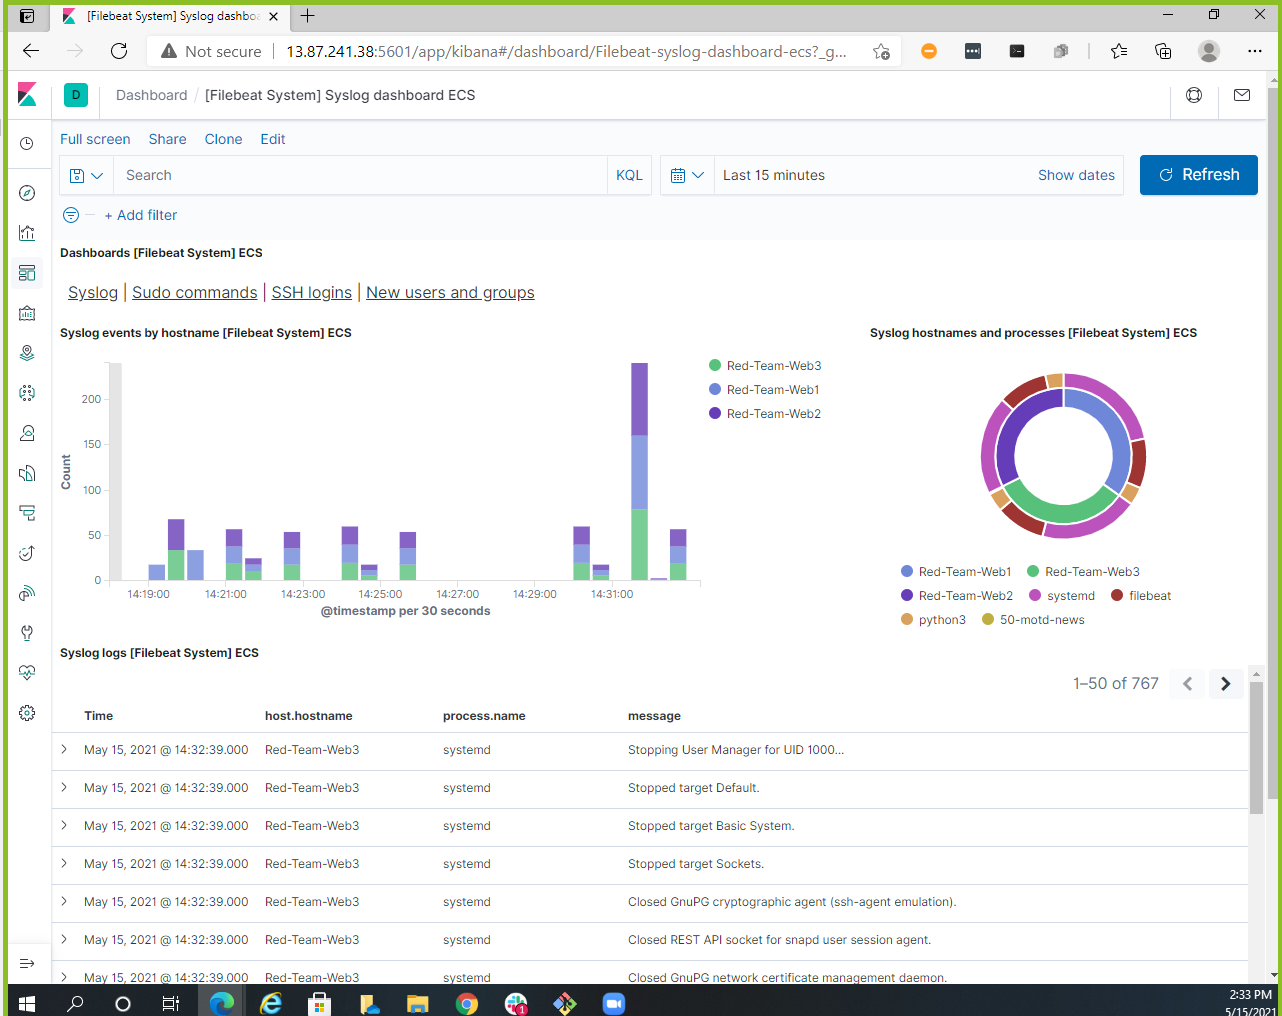 [Filebeat System] Syslog dashboa
Not secure | 13.87.241.38:5601/app/kibana#/dashboard/Filebeat-syslog-dashboard-ecs?_g...
D Dashboard / [Filebeat System] Syslog dashboard ECS
Full screen Share Clone Edit
Search KQL Last 15 minutes Show dates Refresh
+ Add filter
Dashboards [Filebeat System] ECS
Syslog | Sudo commands | SSH logins | New users and groups
Syslog events by hostname [Filebeat System] ECS
200
150
100
50
0
Count
14:19:00 14:21:00 14:23:00 14:25:00 14:27:00 14:29:00 14:31:00
@timestamp per 30 seconds
Red-Team-Web3
Red-Team-Web1
Red-Team-Web2
Syslog hostnames and processes [Filebeat System] ECS
Red-Team-Web1 Red-Team-Web3
Red-Team-Web2 systemd filebeat
python3 50-motd-news
Syslog logs [Filebeat System] ECS
1–50 of 767
Time host.hostname process.name message
May 15, 2021 @ 14:32:39.000 Red-Team-Web3 systemd Stopping User Manager for UID 1000...
May 15, 2021 @ 14:32:39.000 Red-Team-Web3 systemd Stopped target Default.
May 15, 2021 @ 14:32:39.000 Red-Team-Web3 systemd Stopped target Basic System.
May 15, 2021 @ 14:32:39.000 Red-Team-Web3 systemd Stopped target Sockets.
May 15, 2021 @ 14:32:39.000 Red-Team-Web3 systemd Closed GnuPG cryptographic agent (ssh-agent emulation).
May 15, 2021 @ 14:32:39.000 Red-Team-Web3 systemd Closed REST API socket for snapd user session agent.
May 15, 2021 @ 14:32:39.000 Red-Team-Web3 systemd Closed GnuPG network certificate management daemon.
1
2:33 PM
5/15/2021